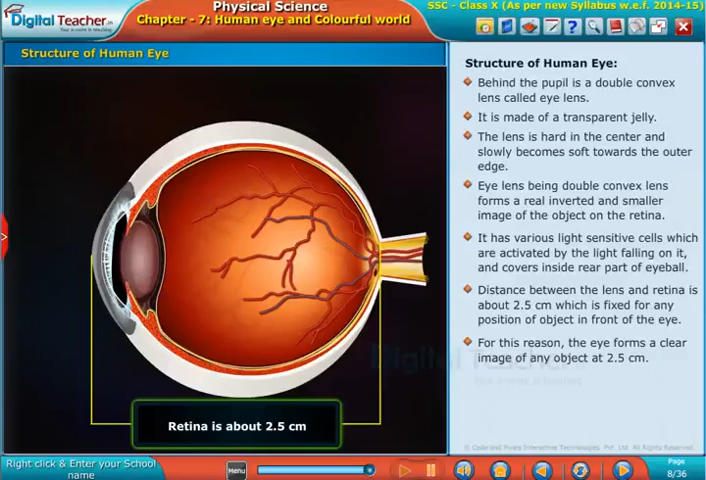 Digital Teacher.in
Physical Science
Chapter - 7: Human eye and Colourful world
SSC - Class X (As per new Syllabus w.e.f. 2014-15)
Structure of Human Eye
Structure of Human Eye:
Behind the pupil is a double convex
lens called eye lens.
It is made of a transparent jelly.
The lens is hard in the center and
slowly becomes soft towards the outer
edge.
Eye lens being double convex lens
forms a real inverted and smaller
image of the object on the retina.
It has various light sensitive cells which
are activated by the light falling on it,
and covers inside rear part of eyeball.
Distance between the lens and retina is
about 2.5 cm which is fixed for any
position of object in front of the eye.
For this reason, the eye forms a clear
image of any object at 2.5 cm.
Digital Teacher
Retina is about 2.5 cm
Right click & Enter your School
name
Menu
Page
8/36